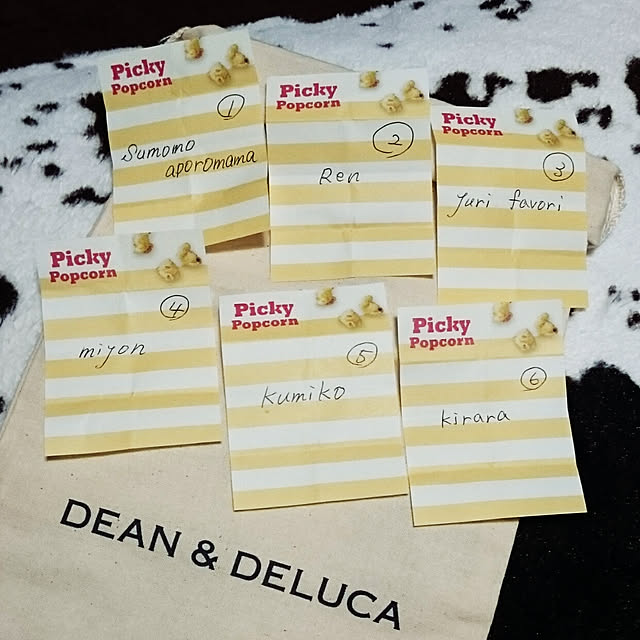 Picky
Popcorn
①
Sumomo
aporomama
Picky
Popcorn
②
Ren
Picky
Popcorn
③
yuri favori
Picky
Popcorn
④
miyon
Picky
Popcorn
⑤
kumiko
Picky
Popcorn
⑥
kirara
DEAN & DELUCA